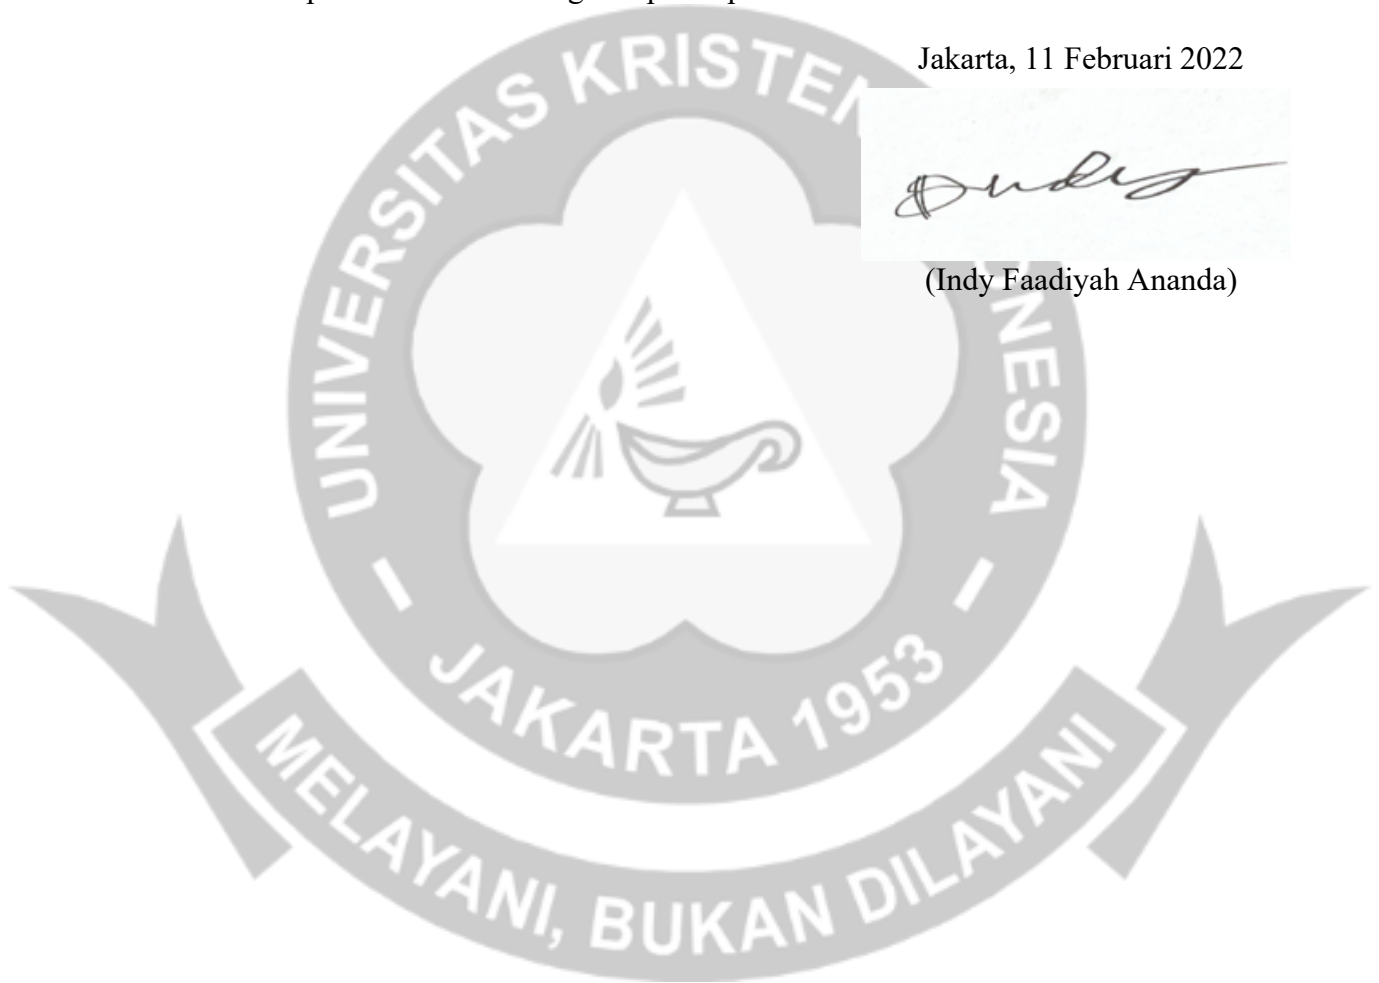 Jakarta, 11 Februari 2022
(Indy Faadiyah Ananda)
UNIVERSITAS KRISTEN
JAKARTA 1953
MELAYANI, BUKAN DILAYANI